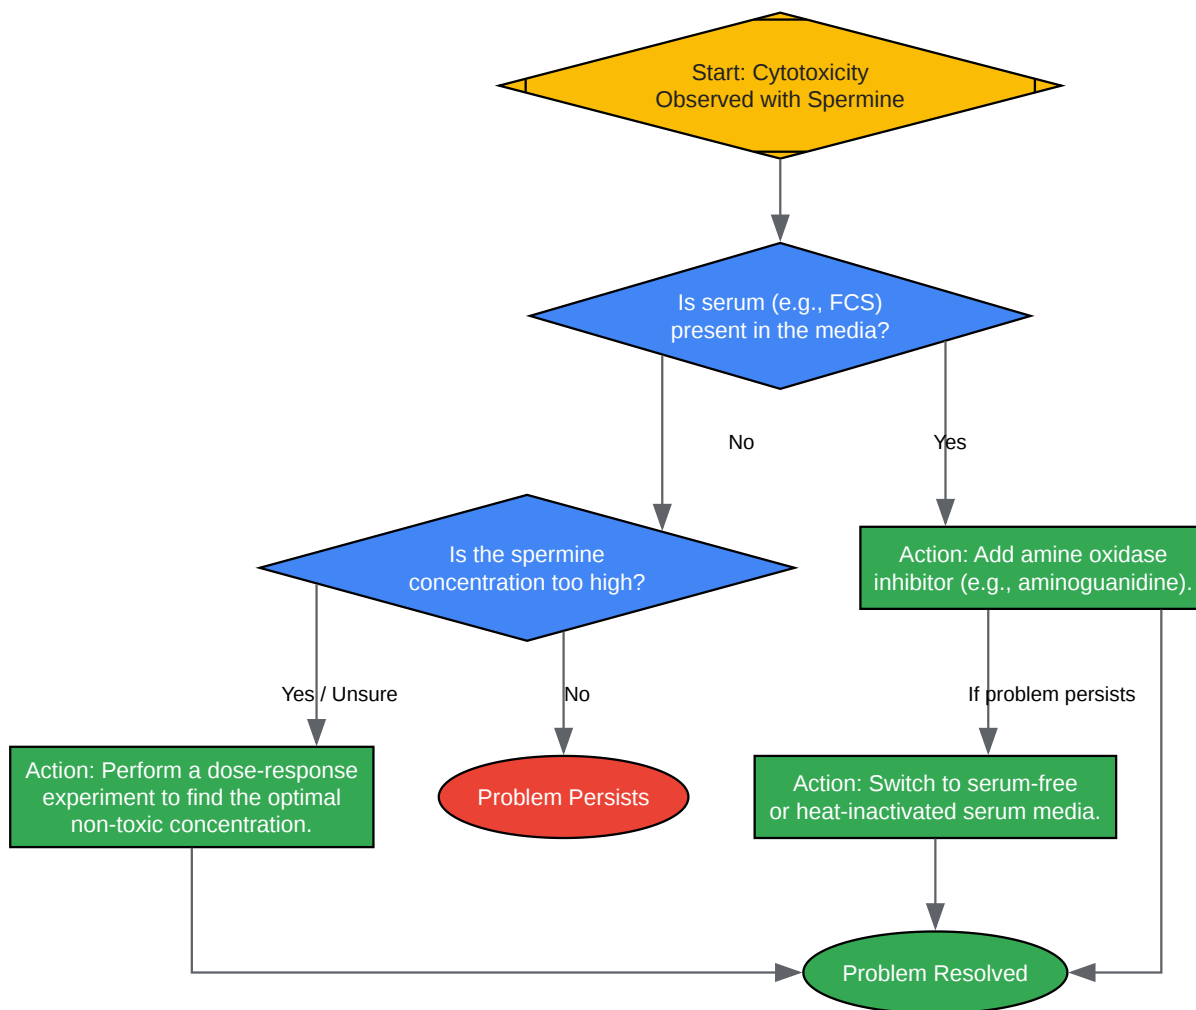 Start: Cytotoxicity
Observed with Spermine
Is serum (e.g., FCS)
present in the media?
No
Yes
Is the spermine
concentration too high?
Action: Add amine oxidase
inhibitor (e.g., aminoguanidine).
Yes / Unsure
No
If problem persists
Action: Perform a dose-response
experiment to find the optimal
non-toxic concentration.
Problem Persists
Action: Switch to serum-free
or heat-inactivated serum media.
Problem Resolved